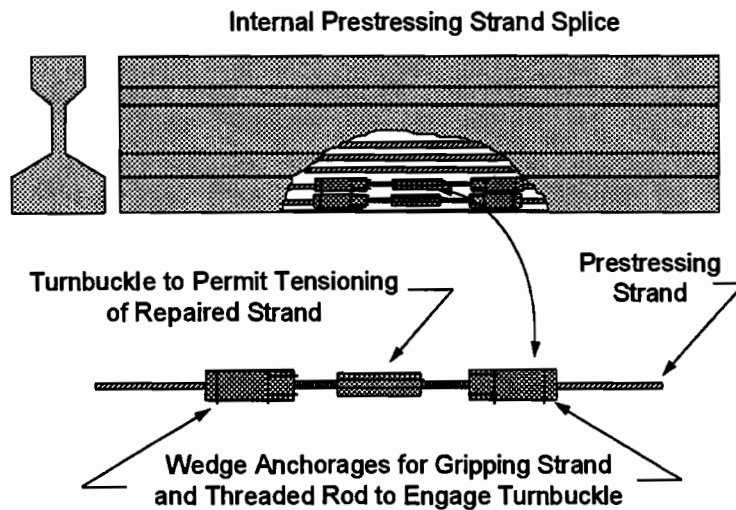 Internal Prestressing Strand Splice
Turnbuckle to Permit Tensioning
of Repaired Strand
Prestressing
Strand
Wedge Anchorages for Gripping Strand
and Threaded Rod to Engage Turnbuckle